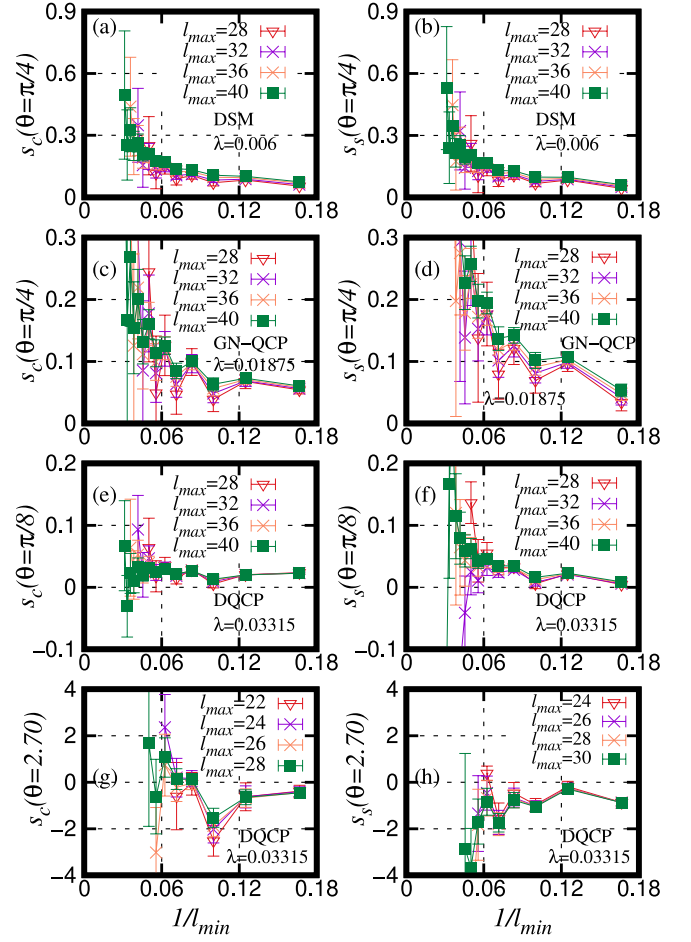 (a)
l_max=28
l_max=32
l_max=36
l_max=40
DSM
λ=0.006
s_c(θ=π/4)
0.9
0.6
0.3
0
0 0.06 0.12 0.18
(b)
l_max=28
l_max=32
l_max=36
l_max=40
DSM
λ=0.006
s_s(θ=π/4)
0.9
0.6
0.3
0
0 0.06 0.12 0.18
(c)
l_max=28
l_max=32
l_max=36
l_max=40
GN-QCP
λ=0.01875
s_c(θ=π/4)
0.3
0.2
0.1
0
0 0.06 0.12 0.18
(d)
l_max=28
l_max=32
l_max=36
l_max=40
GN-QCP
λ=0.01875
s_s(θ=π/4)
0.3
0.2
0.1
0
0 0.06 0.12 0.18
(e)
l_max=28
l_max=32
l_max=36
l_max=40
DQCP
λ=0.03315
s_c(θ=π/8)
0.2
0.1
0
-0.1
0 0.06 0.12 0.18
(f)
l_max=28
l_max=32
l_max=36
l_max=40
DQCP
λ=0.03315
s_s(θ=π/8)
0.2
0.1
0
-0.1
0 0.06 0.12 0.18
(g)
l_max=22
l_max=24
l_max=26
l_max=28
DQCP
λ=0.03315
s_c(θ=2.70)
4
2
0
-2
-4
0 0.06 0.12 0.18
1/l_min
(h)
l_max=24
l_max=26
l_max=28
l_max=30
DQCP
λ=0.03315
s_s(θ=2.70)
4
2
0
-2
-4
0 0.06 0.12 0.18
1/l_min